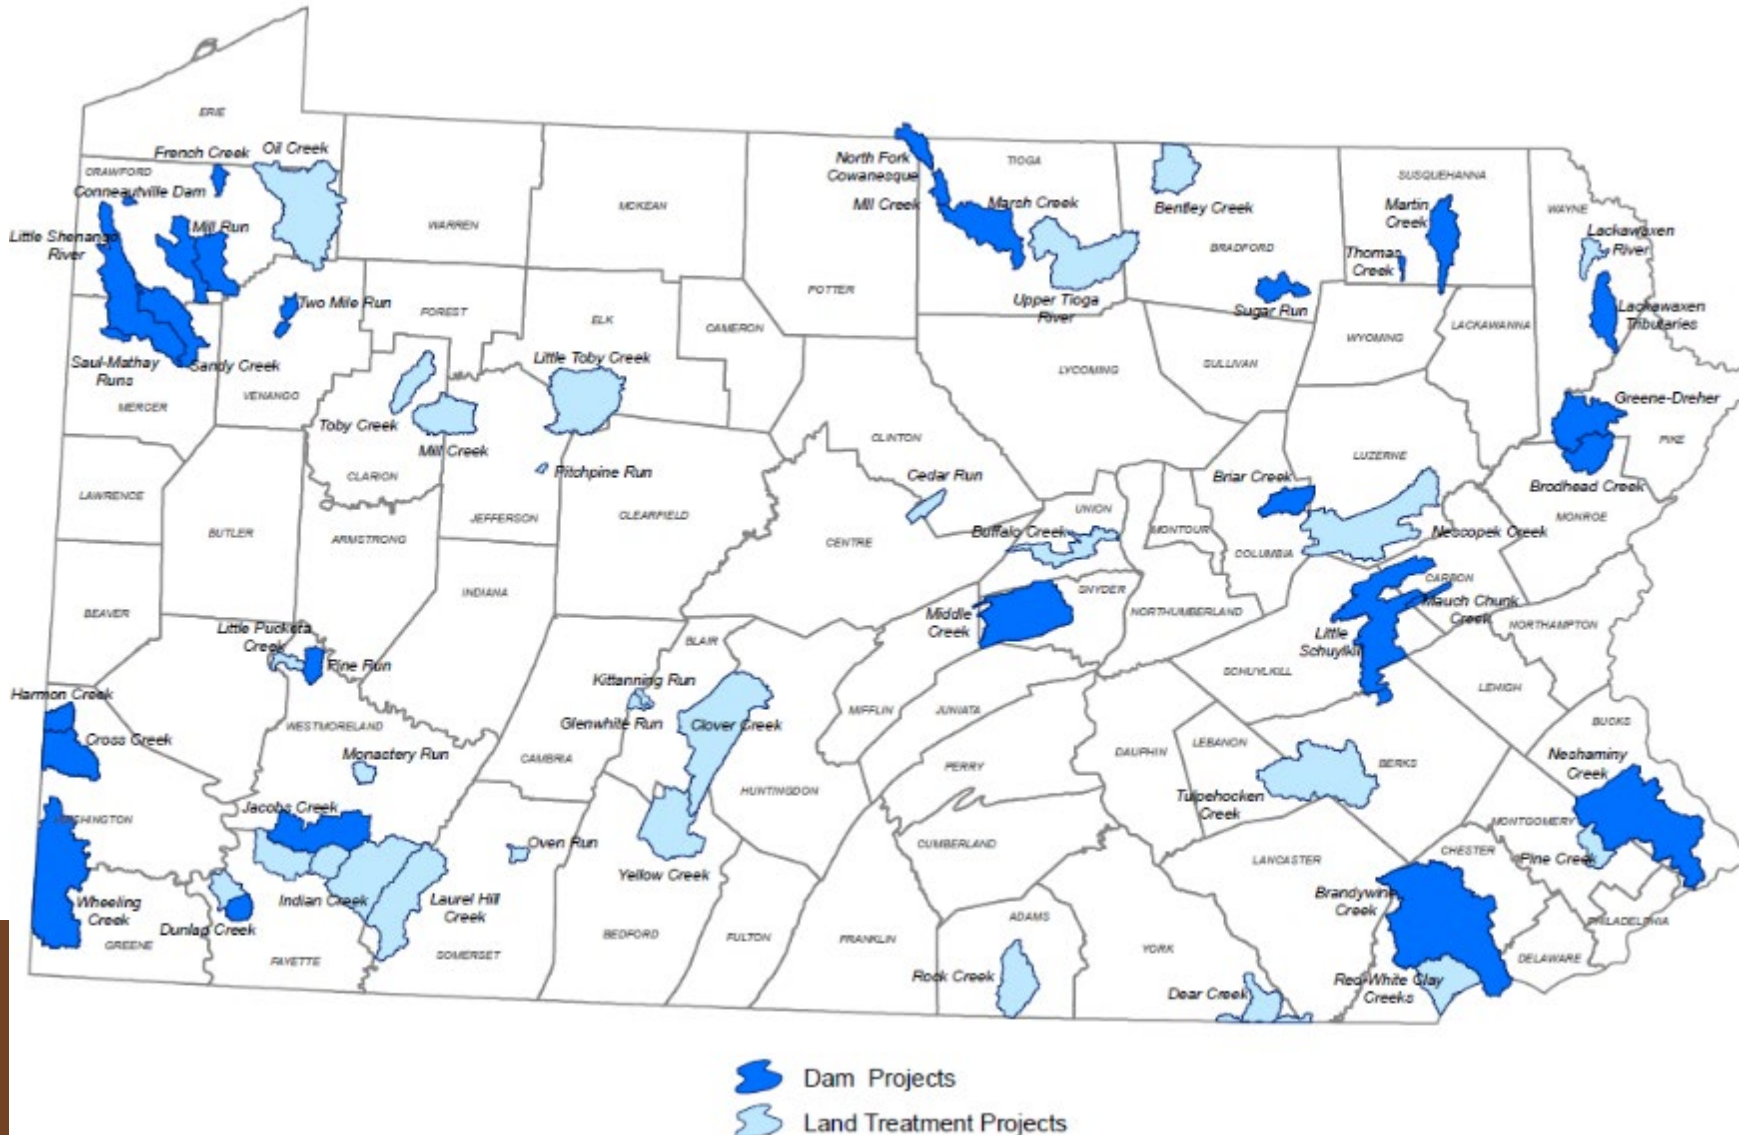 ERIE
French Creek
Oil Creek
CRAWFORD
Conneautville Dam
Little Shenango
River
Mill Run
WARREN
MCKEAN
North Fork
Cowanesque
TIOGA
Mill Creek
Marsh Creek
Bentley Creek
SUSQUEHANNA
Martin
Creek
WAYNE
Lackawaxen
River
BRADFORD
Thomas
Creek
POTTER
Upper Tioga
River
Sugar Run
Lackawaxen
Tributaries
Two Mile Run
FOREST
ELK
CAMERON
WYOMING
LACKAWANNA
Saul-Mathay
Runs
Sandy Creek
MERCER
VENANGO
Little Toby Creek
LYCOMING
SULLIVAN
Greene-Dreher
PIKE
Toby Creek
Mill Creek
CLARION
Pitchpine Run
CLINTON
Cedar Run
LUZERNE
Briar Creek
Brodhead Creek
MONROE
LAWRENCE
BUTLER
ARMSTRONG
JEFFERSON
CLEARFIELD
CENTRE
UNION
Buffalo Creek
MONTOUR
COLUMBIA
Nescopek Creek
BEAVER
INDIANA
Middle
Creek
SNYDER
NORTHUMBERLAND
CARBON
Mauch Chunk
Creek
NORTHAMPTON
Little
Schuylkill
SCHUYLKILL
LEHIGH
Little Pucketa
Creek
Pine Run
BLAIR
Kittanning Run
Glenwhite Run
Clover Creek
MIFFLIN
JUNIATA
Harmon Creek
Cross Creek
WESTMORELAND
Monastery Run
CAMBRIA
HUNTINGDON
PERRY
DAUPHIN
LEBANON
BERKS
Tulpehocken
Creek
BUCKS
Neshaminy
Creek
WASHINGTON
Jacobs Creek
Oven Run
Yellow Creek
CUMBERLAND
LANCASTER
MONTGOMERY
CHESTER
Pine Creek
Wheeling
Creek
GREENE
Dunlap Creek
Indian Creek
Laurel Hill
Creek
FAYETTE
SOMERSET
BEDFORD
FULTON
FRANKLIN
ADAMS
Rock Creek
YORK
Dear Creek
Brandywine
Creek
Red-White Clay
Creeks
DELAWARE
PHILADELPHIA
Dam Projects
Land Treatment Projects